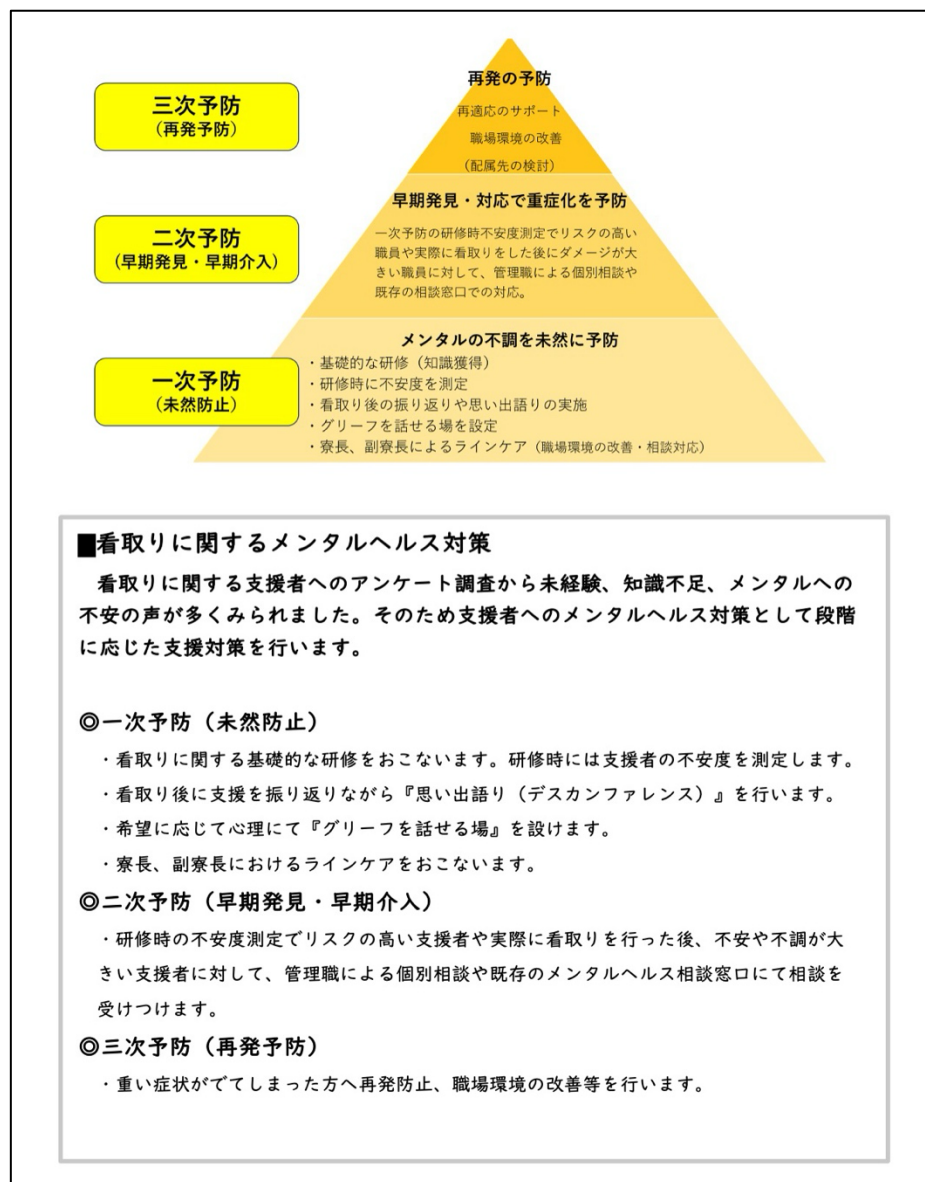 三次予防
(再発予防)
再発の予防
再適応のサポート
職場環境の改善
(配属先の検討)
二次予防
(早期発見・早期介入)
早期発見・対応で重症化を予防
一次予防の研修時不安度測定でリスクの高い
職員や実際に看取りをした後にダメージが大
きい職員に対して、管理職による個別相談や
既存の相談窓口での対応。
一次予防
(未然防止)
メンタルの不調を未然に予防
・基礎的な研修（知識獲得）
・研修時に不安度を測定
・看取り後の振り返りや思い出語りの実施
・グリーフを話せる場を設定
・寮長、副寮長によるラインケア（職場環境の改善・相談対応）
■看取りに関するメンタルヘルス対策
看取りに関する支援者へのアンケート調査から未経験、知識不足、メンタルへの
不安の声が多くみられました。そのため支援者へのメンタルヘルス対策として段階
に応じた支援対策を行います。
◎一次予防（未然防止）
・看取りに関する基礎的な研修をおこないます。研修時には支援者の不安度を測定します。
・看取り後に支援を振り返りながら『思い出語り（デスカンファレンス）』を行います。
・希望に応じて心理にて『グリーフを話せる場』を設けます。
・寮長、副寮長におけるラインケアをおこないます。
◎二次予防（早期発見・早期介入）
・研修時の不安度測定でリスクの高い支援者や実際に看取りを行った後、不安や不調が大
きい支援者に対して、管理職による個別相談や既存のメンタルヘルス相談窓口にて相談を
受けつけます。
◎三次予防（再発予防）
・重い症状がでてしまった方へ再発防止、職場環境の改善等を行います。